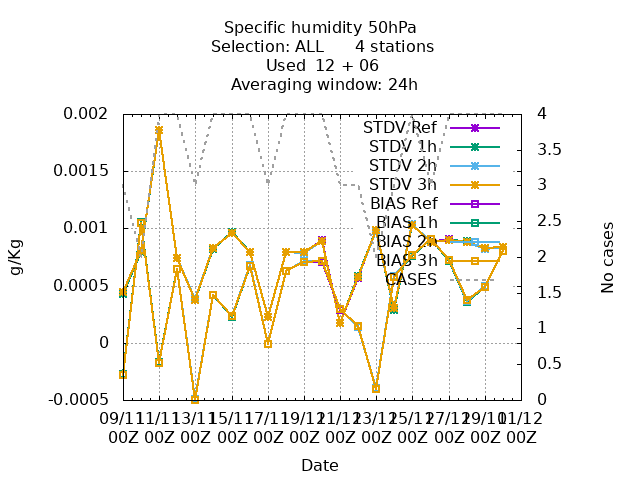 Specific humidity 50hPa
Selection: ALL      4 stations
Used  12 + 06
Averaging window: 24h
0.002
0.0015
0.001
0.0005
0
-0.0005
g/Kg
4
3.5
3
2.5
2
1.5
1
0.5
0
No cases
STDV Ref
STDV 1h
STDV 2h
STDV 3h
BIAS Ref
BIAS 1h
BIAS 2h
BIAS 3h
CASES
09/11 11/11 13/11 15/11 17/11 19/11 21/11 23/11 25/11 27/11 29/11 01/12
00Z 00Z 00Z 00Z 00Z 00Z 00Z 00Z 00Z 00Z 00Z 00Z
Date